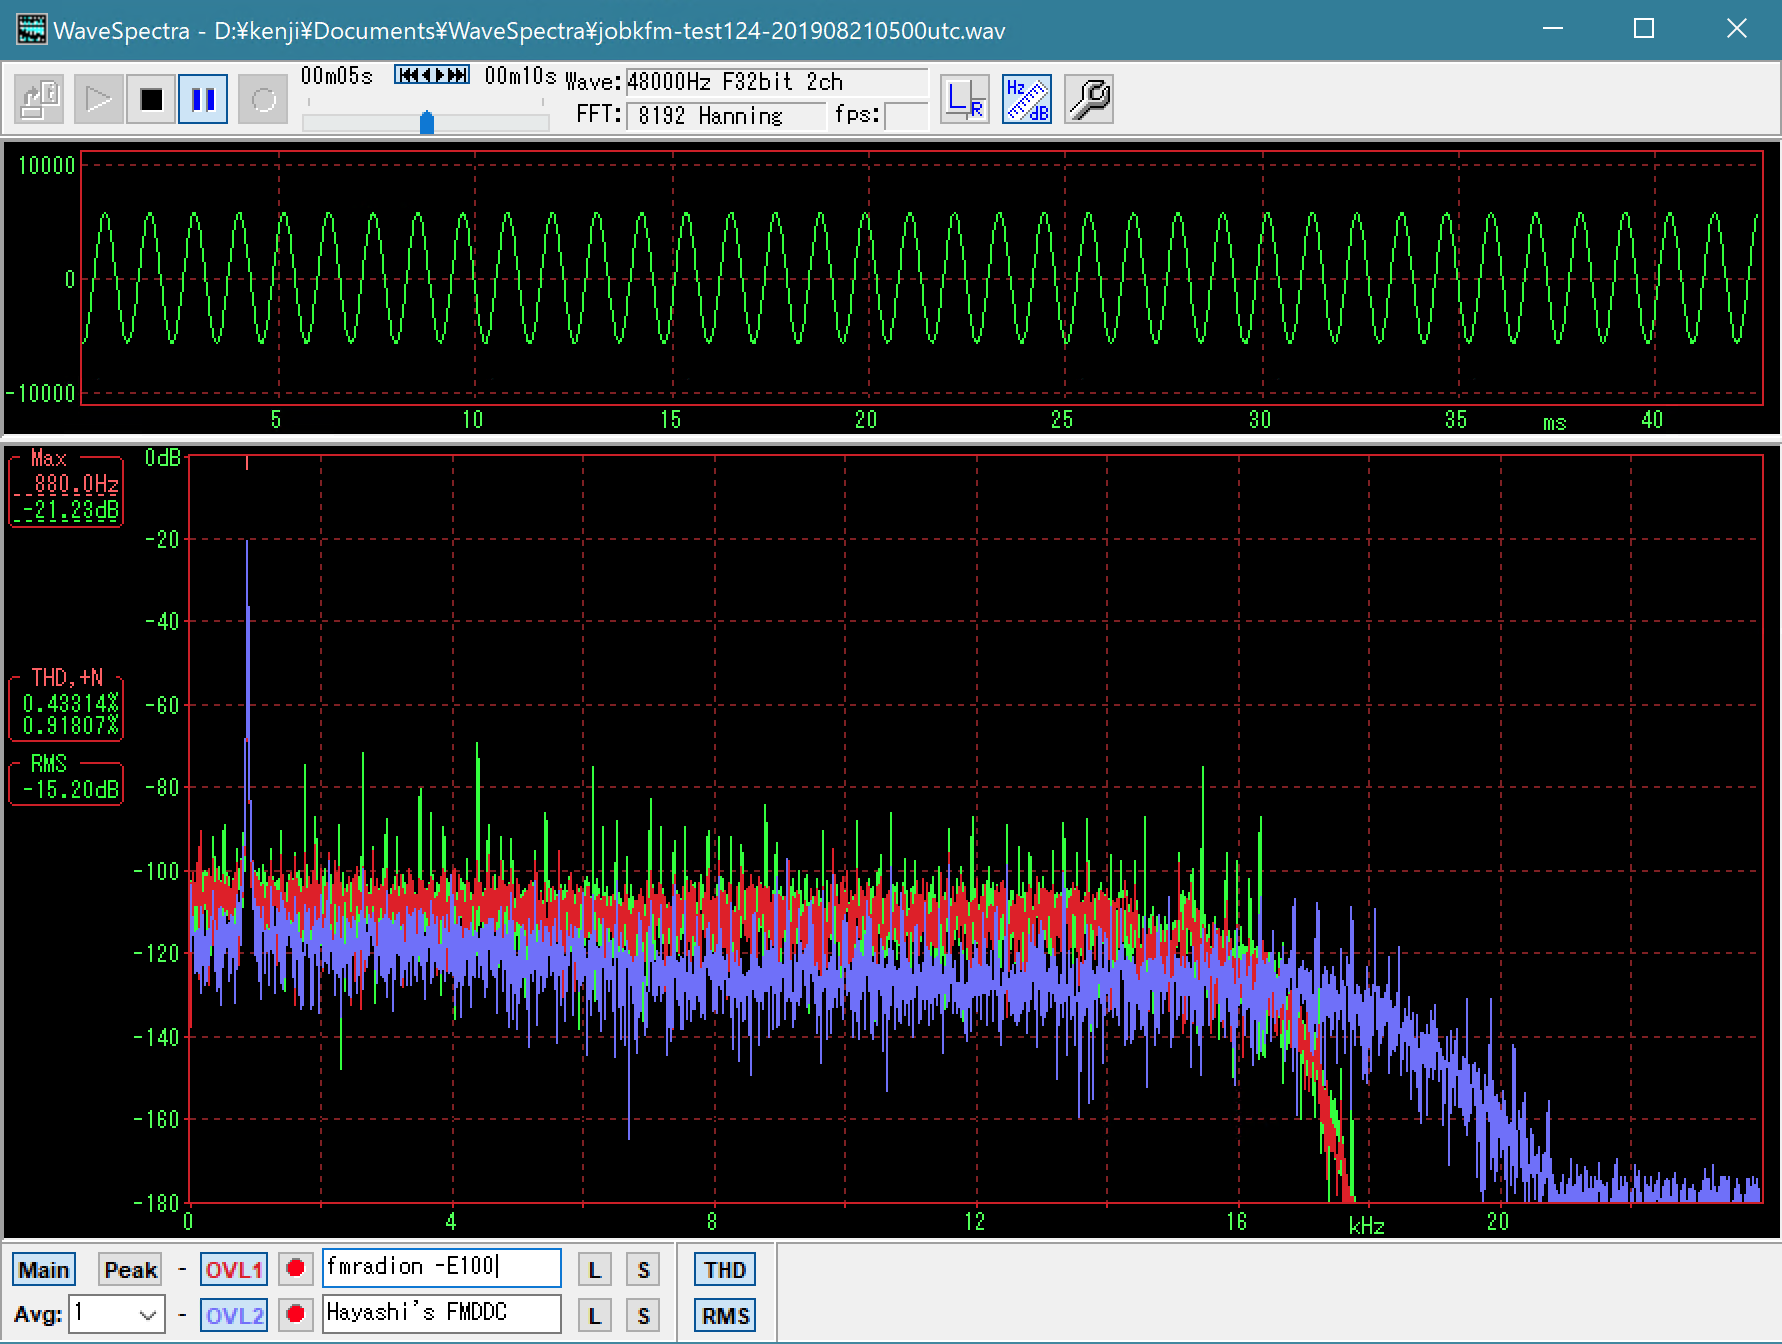 WaveSpectra - D:¥kenji¥Documents¥WaveSpectra¥jobkfm-test124-201908210500utc.wav
00m05s 00m10s Wave: 48000Hz F32bit 2ch
FFT: 8192 Hanning fps:
L R
Hz dB
10000
0
-10000
5 10 15 20 25 30 35 ms 40
Max
880.0Hz
-21.23dB
THD,+N
0.43314%
0.91807%
RMS
-15.20dB
0dB
-20
-40
-60
-80
-100
-120
-140
-160
-180
0 4 8 12 16 kHz 20
Main Peak - OVL1 fmradion -E100 L S THD
Avg: 1 - OVL2 Hayashi's FMDDC L S RMS